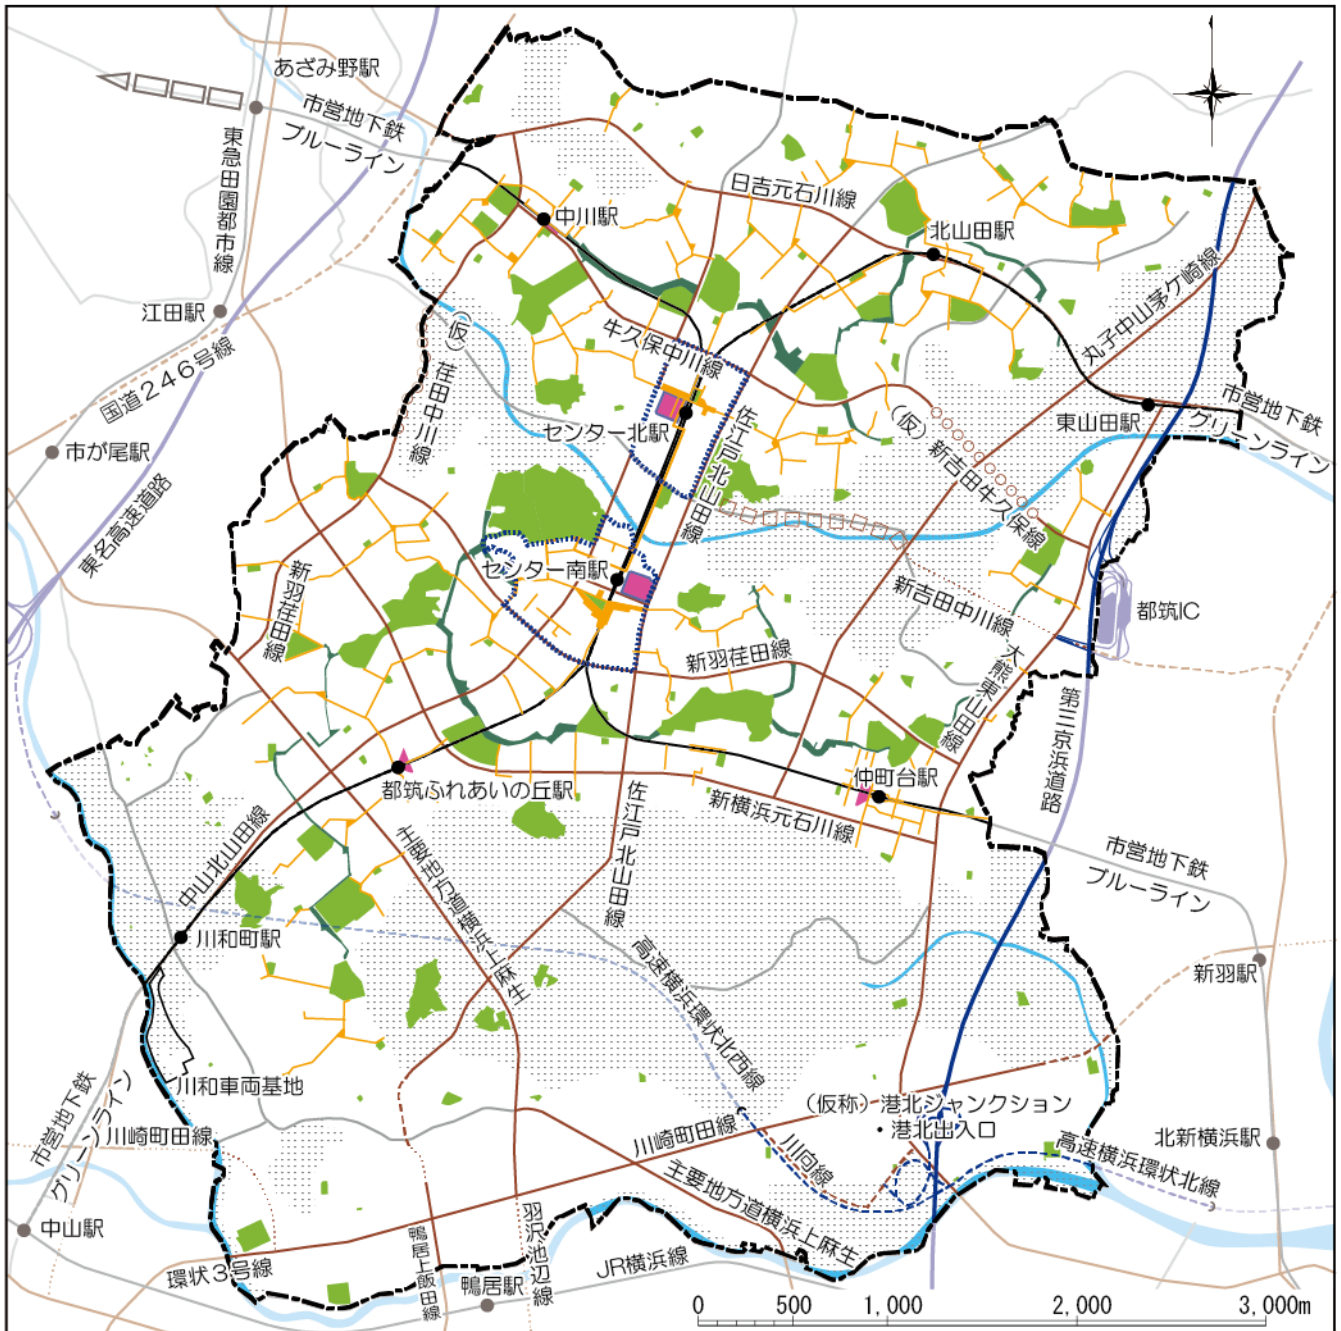 あざみ野駅
市営地下鉄
ブルーライン
東急田園都市線
中川駅
日吉元石川線
北山田駅
江田駅
国道246号線
(仮)荏田中川線
牛久保中川線
丸子中山茅ケ崎線
市が尾駅
東名高速道路
センター北駅
佐江戸北山田線
(仮)新吉田牛久保線
東山田駅
市営地下鉄
グリーンライン
新羽荏田線
センター南駅
新吉田中川線
都筑IC
新羽荏田線
大熊東山田線
第三京浜道路
都筑ふれあいの丘駅
仲町台駅
新横浜元石川線
佐江戸北山田線
中山北山田線
主要地方道横浜上麻生
市営地下鉄
ブルーライン
川和町駅
高速横浜環状北西線
新羽駅
川和車両基地
市営地下鉄
グリーンライン
川崎町田線
(仮称)港北ジャンクション
・港北出入口
川崎町田線
川向線
北新横浜駅
高速横浜環状北線
主要地方道横浜上麻生
中山駅
環状3号線
鴨居上飯田線
羽沢池辺線
鴨居駅
JR横浜線
0 500 1,000 2,000 3,000m